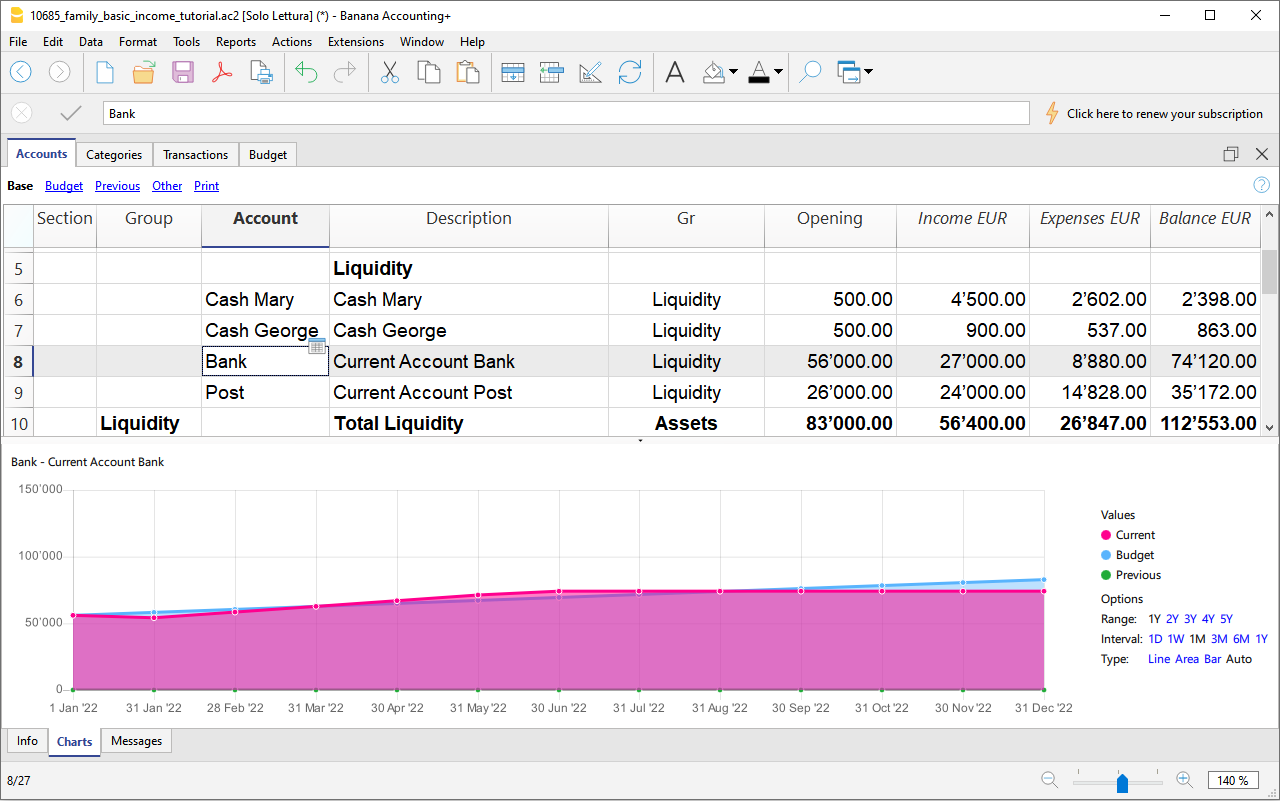 10685_family_basic_income_tutorial.ac2 [Solo Lettura] (*) - Banana Accounting+
File Edit Data Format Tools Reports Actions Extensions Window Help
Bank
Click here to renew your subscription
Accounts Categories Transactions Budget
Base Budget Previous Other Print
Section Group Account Description Gr Opening Income EUR Expenses EUR Balance EUR
5 Liquidity
6 Cash Mary Cash Mary Liquidity 500.00 4’500.00 2’602.00 2’398.00
7 Cash George Cash George Liquidity 500.00 900.00 537.00 863.00
8 Bank Current Account Bank Liquidity 56’000.00 27’000.00 8’880.00 74’120.00
9 Post Current Account Post Liquidity 26’000.00 24’000.00 14’828.00 35’172.00
10 Liquidity Total Liquidity Assets 83’000.00 56’400.00 26’847.00 112’553.00
Bank - Current Account Bank
150’000
100’000
50’000
0
1 Jan '22 31 Jan '22 28 Feb '22 31 Mar '22 30 Apr '22 31 May '22 30 Jun '22 31 Jul '22 31 Aug '22 30 Sep '22 31 Oct '22 30 Nov '22 31 Dec '22
Values
Current
Budget
Previous
Options
Range: 1Y 2Y 3Y 4Y 5Y
Interval: 1D 1W 1M 3M 6M 1Y
Type: Line Area Bar Auto
Info Charts Messages
8/27
140 %